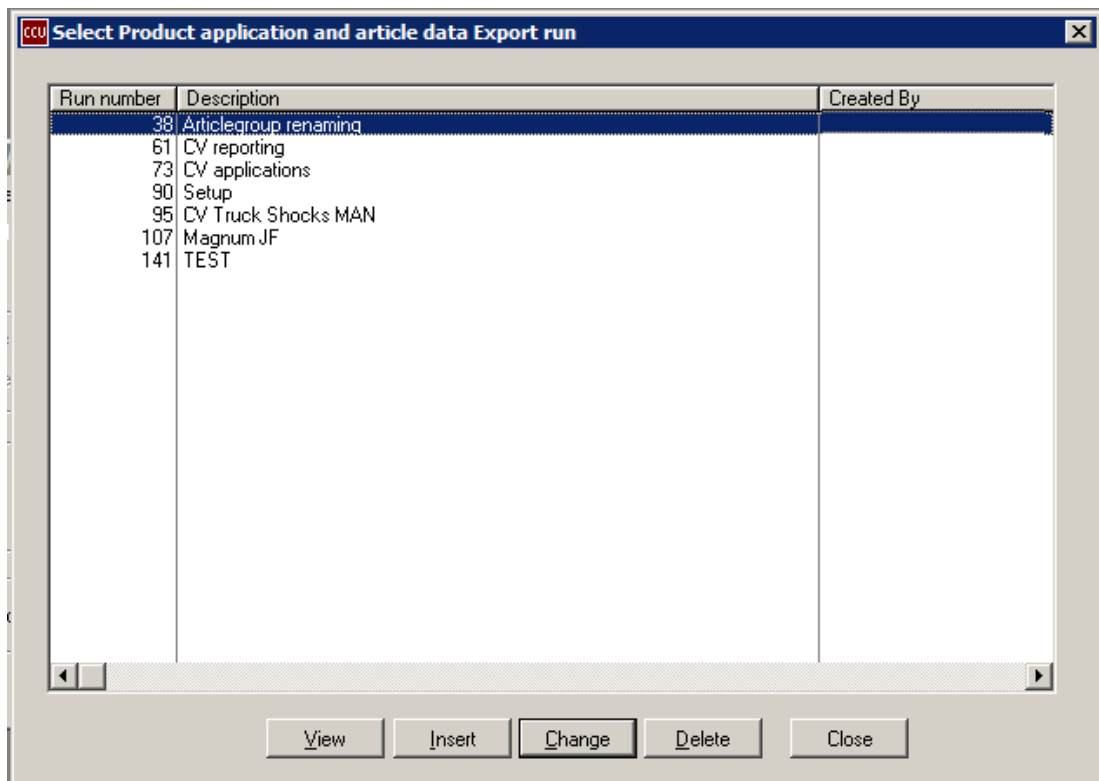 CCU Select Product application and article data Export run
Run number Description Created By
38 Articlegroup renaming
61 CV reporting
73 CV applications
90 Setup
95 CV Truck Shocks MAN
107 Magnum JF
141 TEST
View Insert Change Delete Close